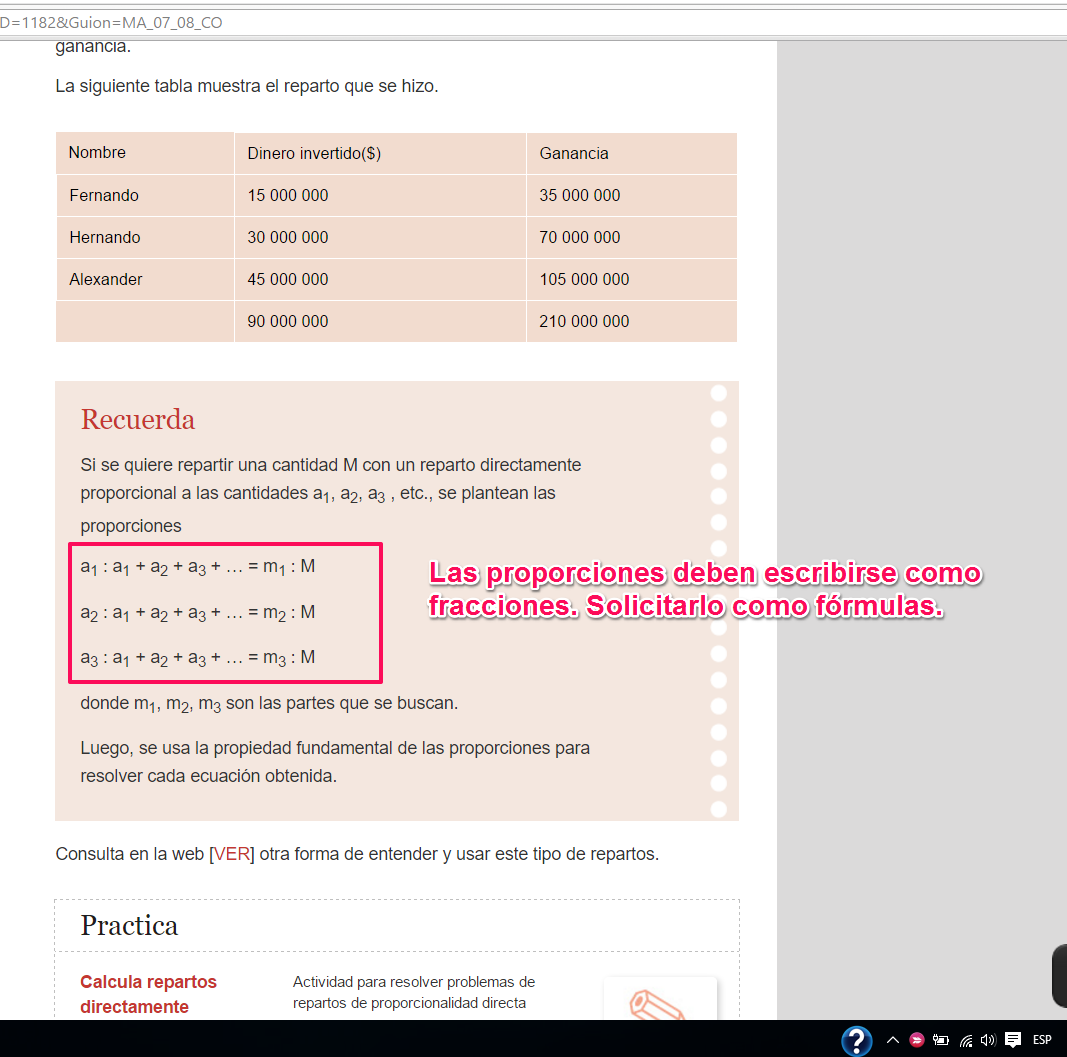 D=1182&Guion=MA_07_08_CO
ganancia.
La siguiente tabla muestra el reparto que se hizo.
Nombre Dinero invertido($) Ganancia
Fernando 15 000 000 35 000 000
Hernando 30 000 000 70 000 000
Alexander 45 000 000 105 000 000
90 000 000 210 000 000
Recuerda
Si se quiere repartir una cantidad M con un reparto directamente
proporcional a las cantidades a₁, a₂, a₃ , etc., se plantean las
proporciones
a₁ : a₁ + a₂ + a₃ + … = m₁ : M
a₂ : a₁ + a₂ + a₃ + … = m₂ : M
a₃ : a₁ + a₂ + a₃ + … = m₃ : M
Las proporciones deben escribirse como
fracciones. Solicitarlo como fórmulas.
donde m₁, m₂, m₃ son las partes que se buscan.
Luego, se usa la propiedad fundamental de las proporciones para
resolver cada ecuación obtenida.
Consulta en la web [VER] otra forma de entender y usar este tipo de repartos.
Practica
Calcula repartos
directamente
Actividad para resolver problemas de
repartos de proporcionalidad directa
ESP